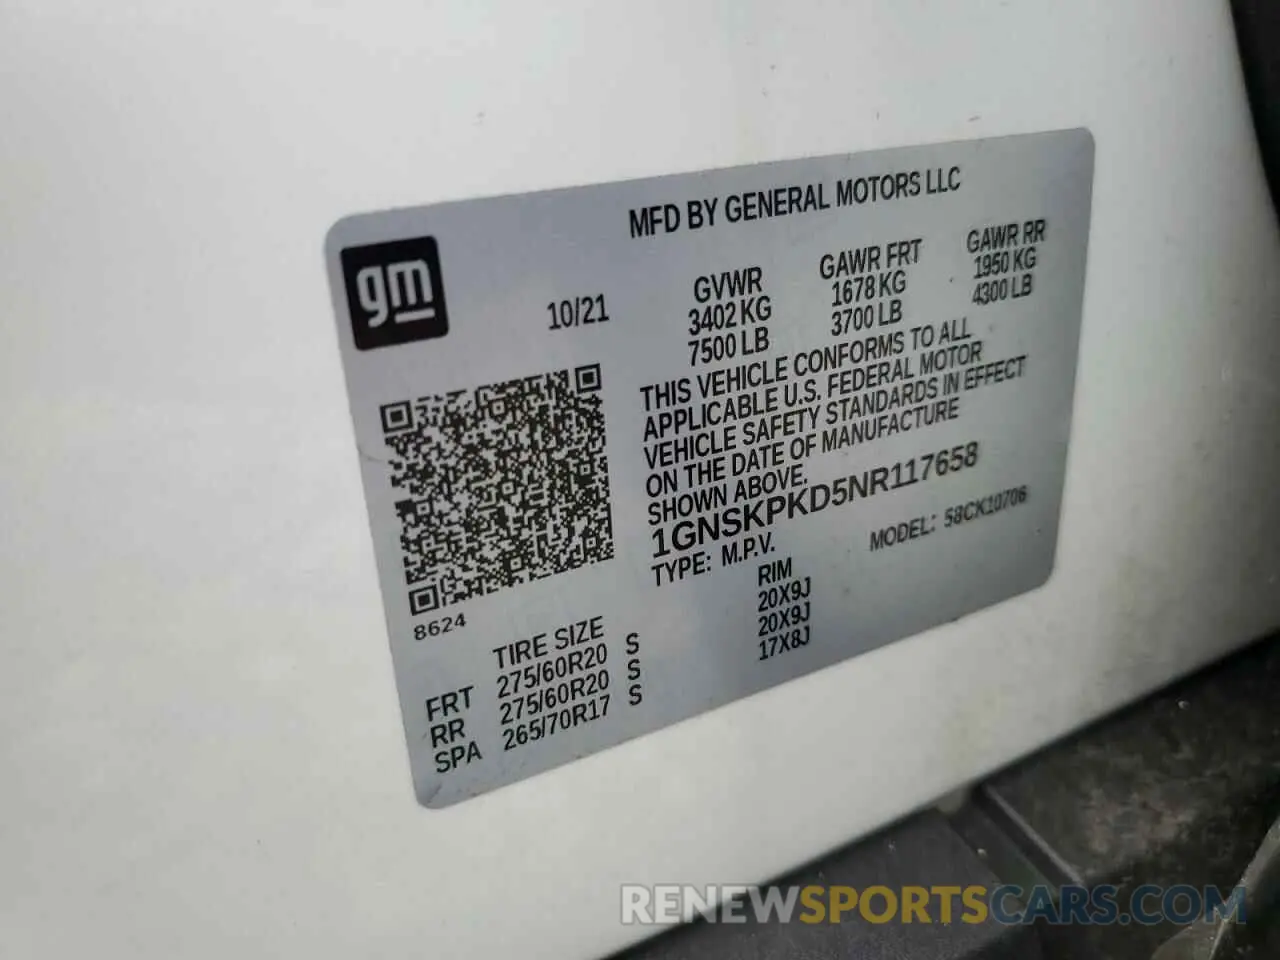 MFD BY GENERAL MOTORS LLC
gm
10/21
GVWR GAWR FRT GAWR RR
3402 KG 1678 KG 1950 KG
7500 LB 3700 LB 4300 LB
THIS VEHICLE CONFORMS TO ALL
APPLICABLE U.S. FEDERAL MOTOR
VEHICLE SAFETY STANDARDS IN EFFECT
ON THE DATE OF MANUFACTURE
SHOWN ABOVE.
1GNSKPKD5NR117658
TYPE: M.P.V. MODEL: 58CK10706
8624
TIRE SIZE RIM
FRT 275/60R20 S 20X9J
RR 275/60R20 S 20X9J
SPA 265/70R17 S 17X8J
RENEWSPORTSCARS.COM